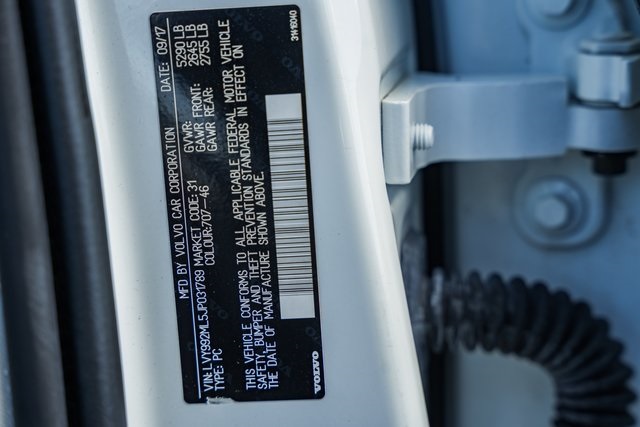 MFD BY VOLVO CAR CORPORATION DATE: 09/17
GVWR: 5290 LB
VIN:LLVY992ML5JP031789 MARKET CODE: 31 GAWR FRONT: 2645 LB
TYPE: PC COLOUR:/707-46 GAWR REAR: 2755 LB
THIS VEHICLE CONFORMS TO ALL APPLICABLE FEDERAL MOTOR VEHICLE
SAFETY, BUMPER AND THEFT PREVENTION STANDARDS IN EFFECT ON
THE DATE OF MANUFACTURE SHOWN ABOVE.
VOLVO 31416040